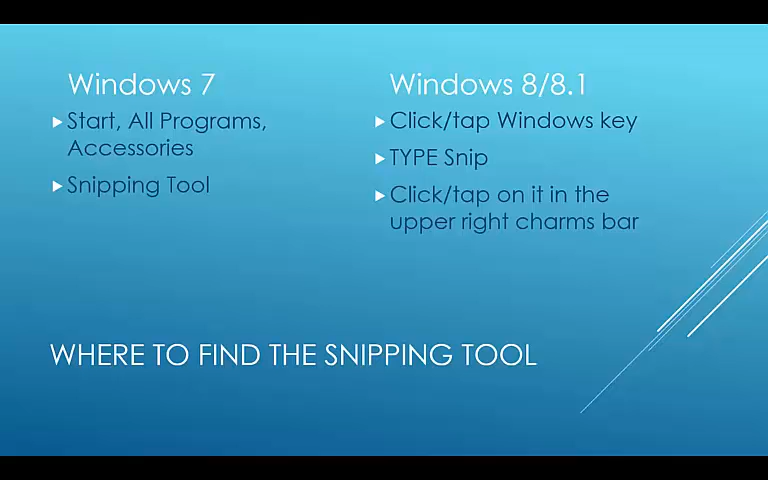 Windows 7
Start, All Programs,
Accessories
Snipping Tool
Windows 8/8.1
Click/tap Windows key
TYPE Snip
Click/tap on it in the
upper right charms bar
WHERE TO FIND THE SNIPPING TOOL